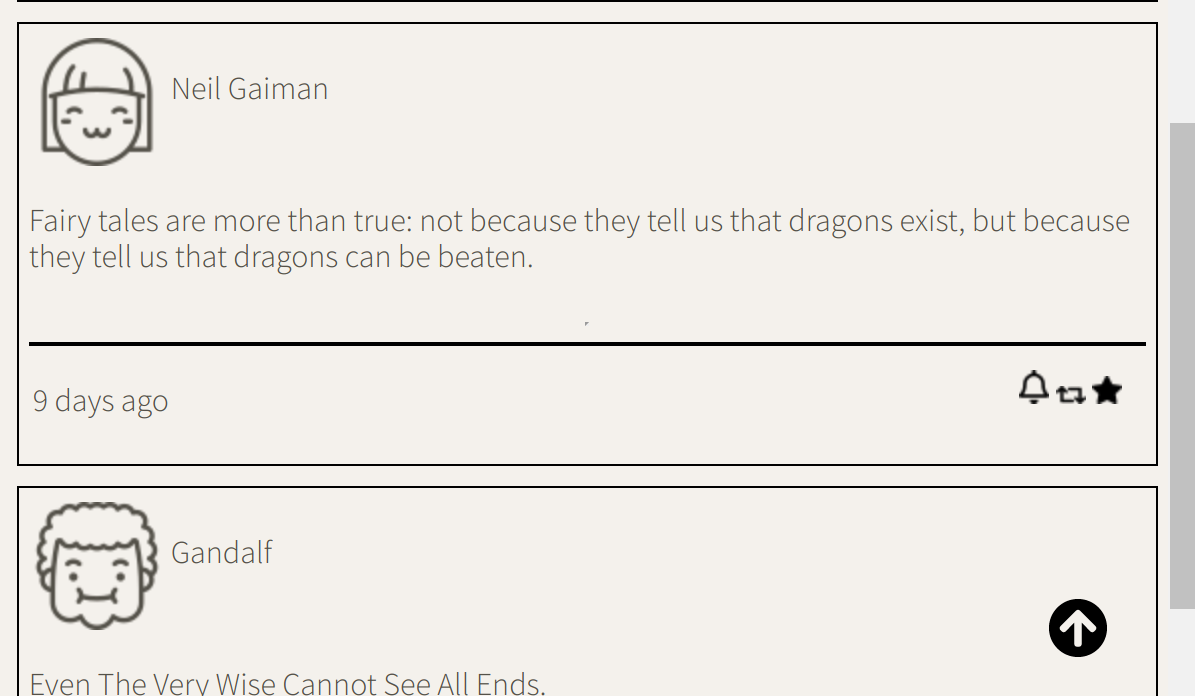 Neil Gaiman
Fairy tales are more than true: not because they tell us that dragons exist, but because
they tell us that dragons can be beaten.
9 days ago
Gandalf
Even The Very Wise Cannot See All Ends.